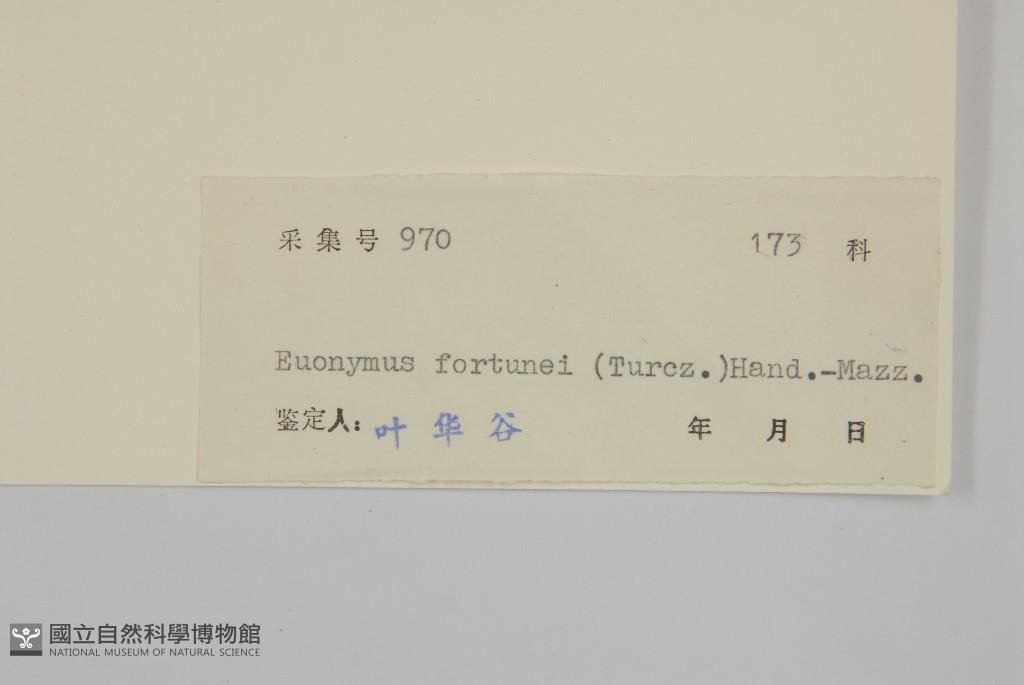 采集号 970 173 科
Euonymus fortunei (Turcz.)Hand.-Mazz.
鉴定人: 叶华谷 年 月 日
國立自然科學博物館
NATIONAL MUSEUM OF NATURAL SCIENCE